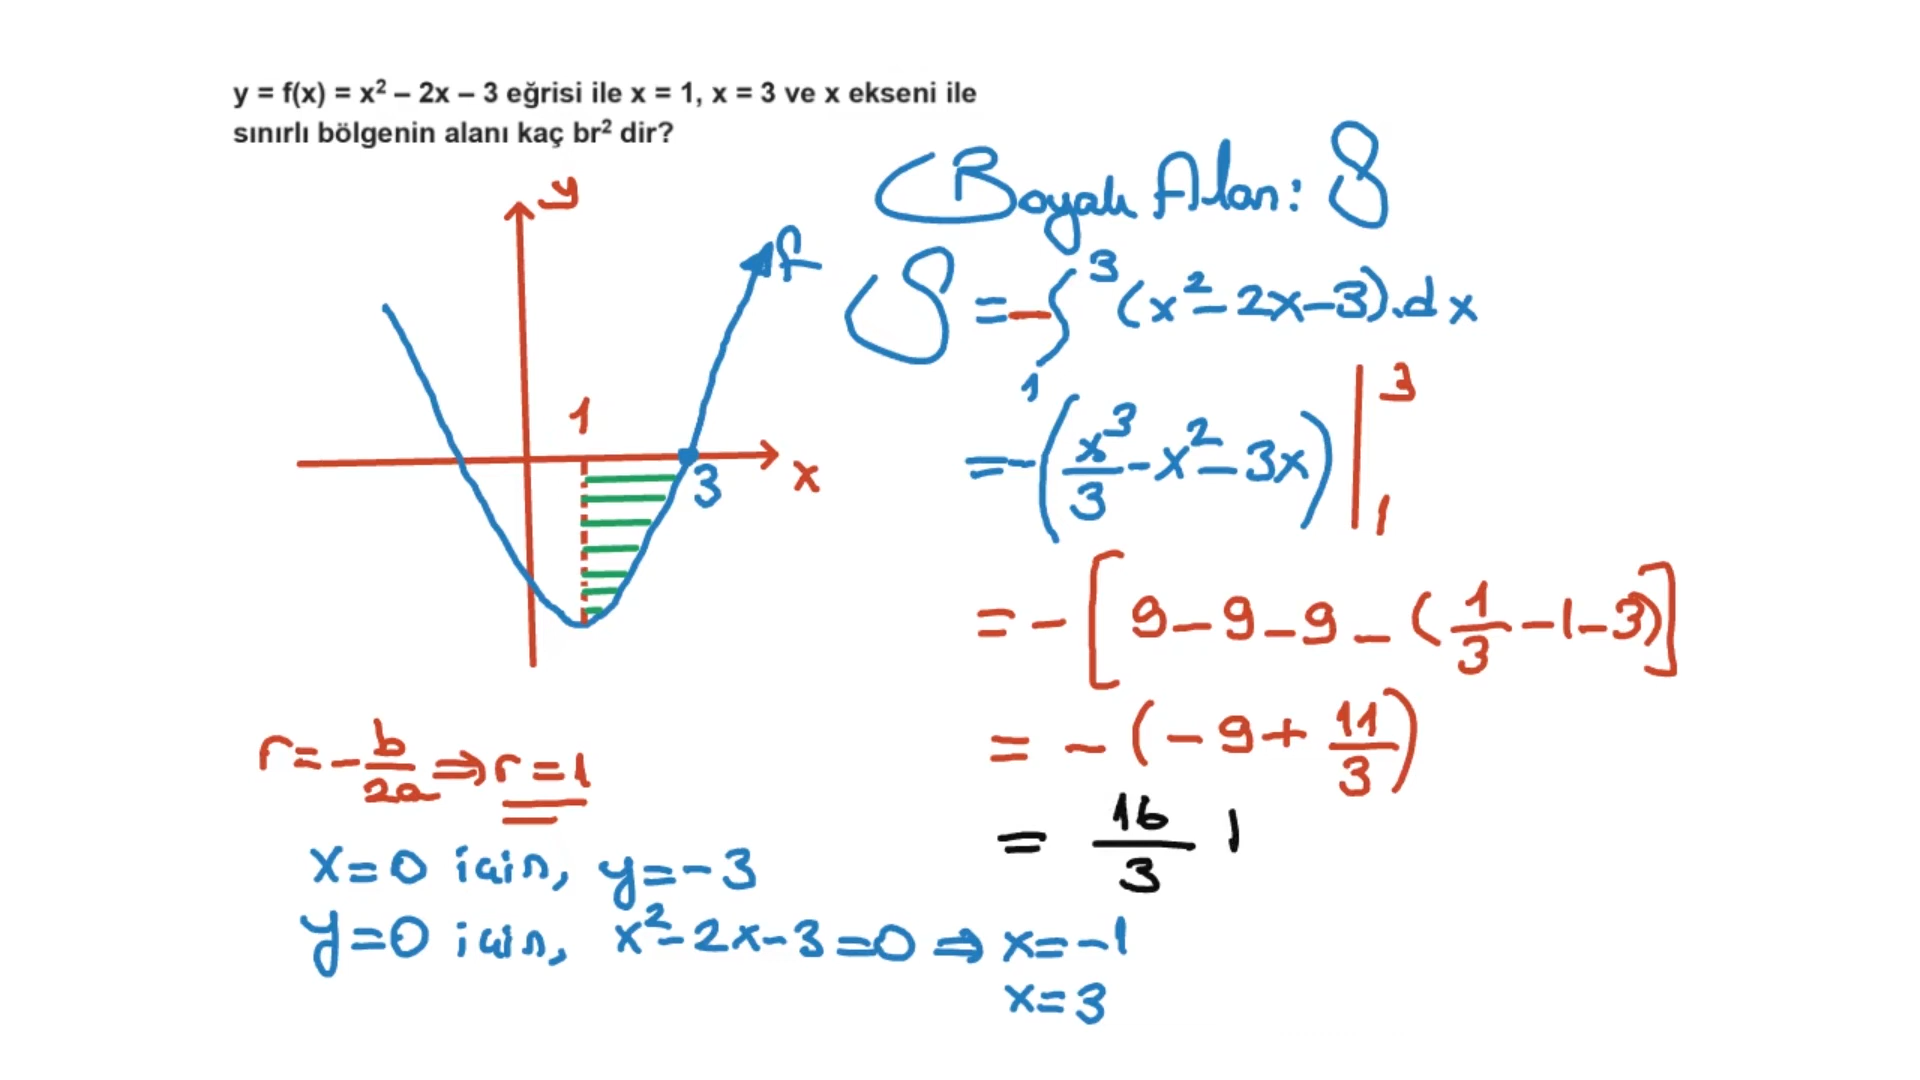 y = f(x) = x² – 2x – 3 eğrisi ile x = 1, x = 3 ve x ekseni ile
sınırlı bölgenin alanı kaç br² dir?
y
f
1
3
x
r = -b/2a ⇒ r = 1
x = 0 için, y = -3
y = 0 için, x² - 2x - 3 = 0 ⇒ x = -1
x = 3
Boyalı Alan: S
S = -∫₁³ (x² - 2x - 3).dx
= -(x³/3 - x² - 3x) |₁³
= -[9 - 9 - 9 - (1/3 - 1 - 3)]
= -(-9 + 11/3)
= 16/3